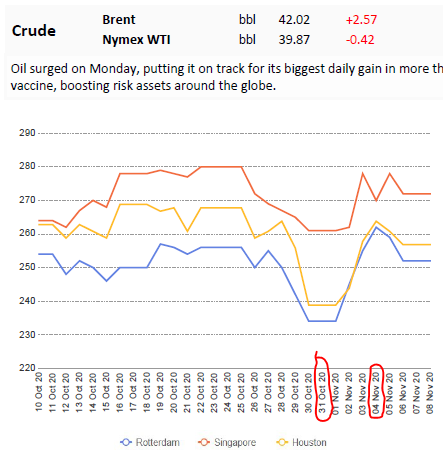 Crude
Brent bbl 42.02 +2.57
Nymex WTI bbl 39.87 -0.42
Oil surged on Monday, putting it on track for its biggest daily gain in more th
vaccine, boosting risk assets around the globe.
290
280
270
260
250
240
230
220
10 Oct 20
11 Oct 20
12 Oct 20
13 Oct 20
14 Oct 20
15 Oct 20
16 Oct 20
17 Oct 20
18 Oct 20
19 Oct 20
20 Oct 20
21 Oct 20
22 Oct 20
23 Oct 20
24 Oct 20
25 Oct 20
26 Oct 20
27 Oct 20
28 Oct 20
29 Oct 20
30 Oct 20
31 Oct 20
01 Nov 20
02 Nov 20
03 Nov 20
04 Nov 20
05 Nov 20
06 Nov 20
07 Nov 20
08 Nov 20
Rotterdam Singapore Houston